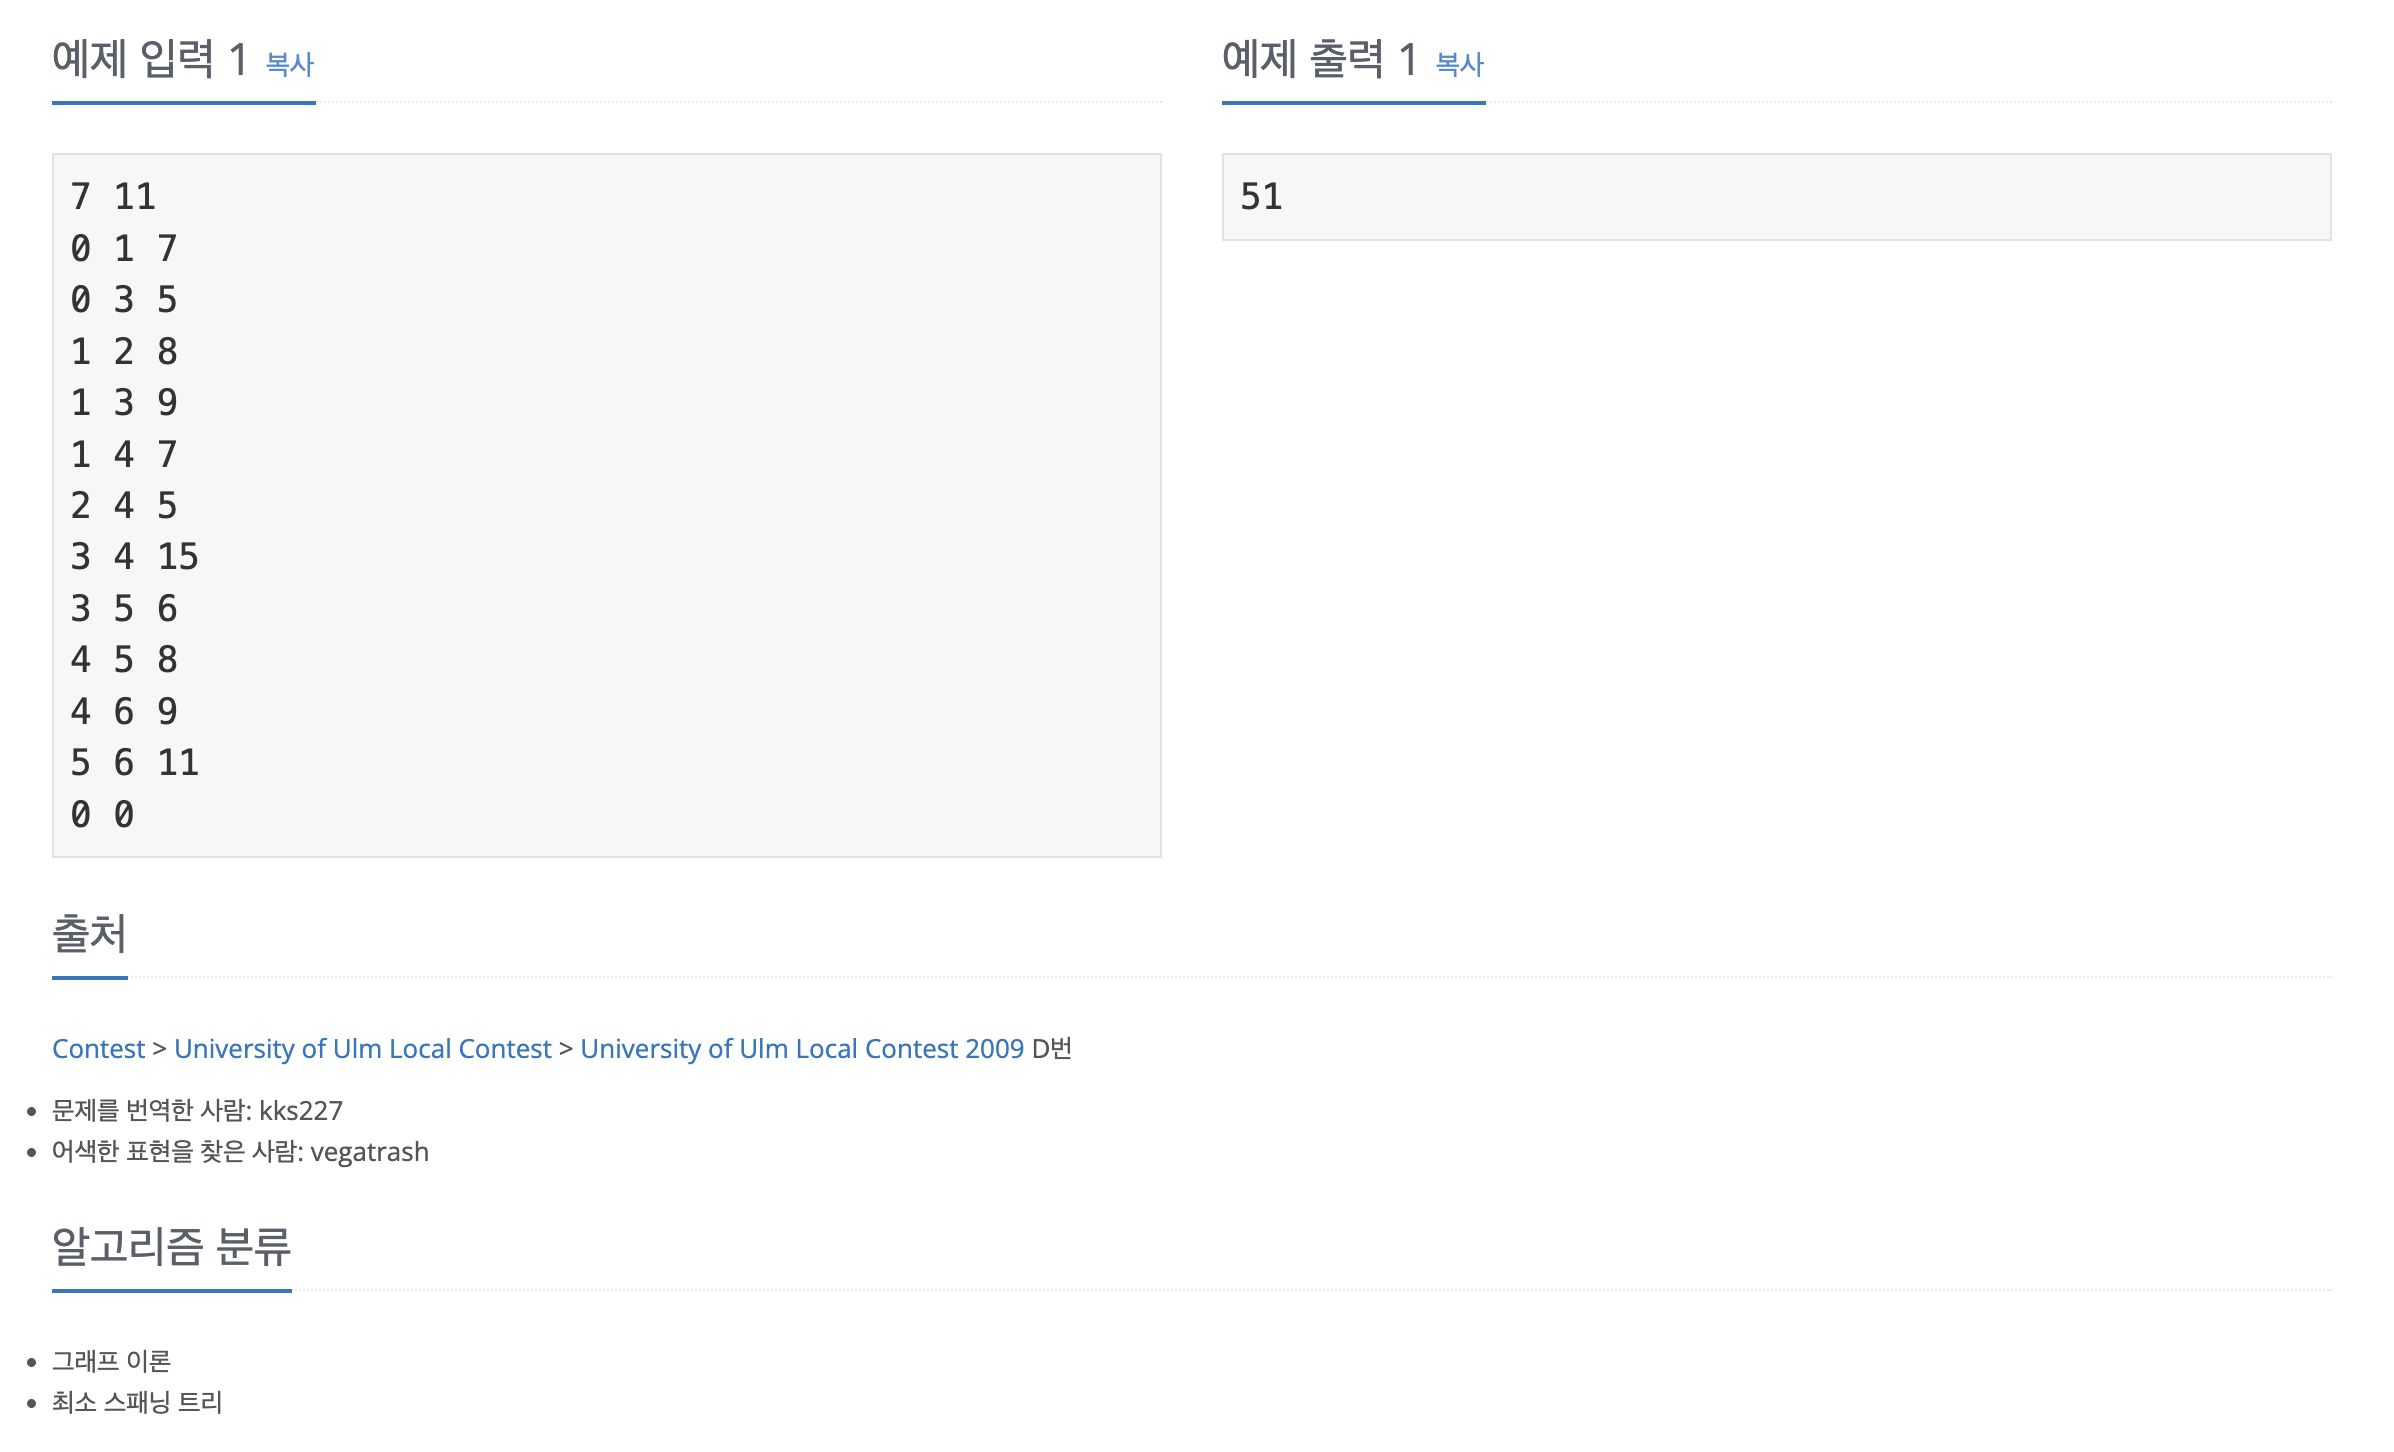 예제 입력 1 복사
7 11
0 1 7
0 3 5
1 2 8
1 3 9
1 4 7
2 4 5
3 4 15
3 5 6
4 5 8
4 6 9
5 6 11
0 0
예제 출력 1 복사
51
출처
Contest > University of Ulm Local Contest > University of Ulm Local Contest 2009 D번
• 문제를 번역한 사람: kks227
• 어색한 표현을 찾은 사람: vegatrash
알고리즘 분류
• 그래프 이론
• 최소 스패닝 트리